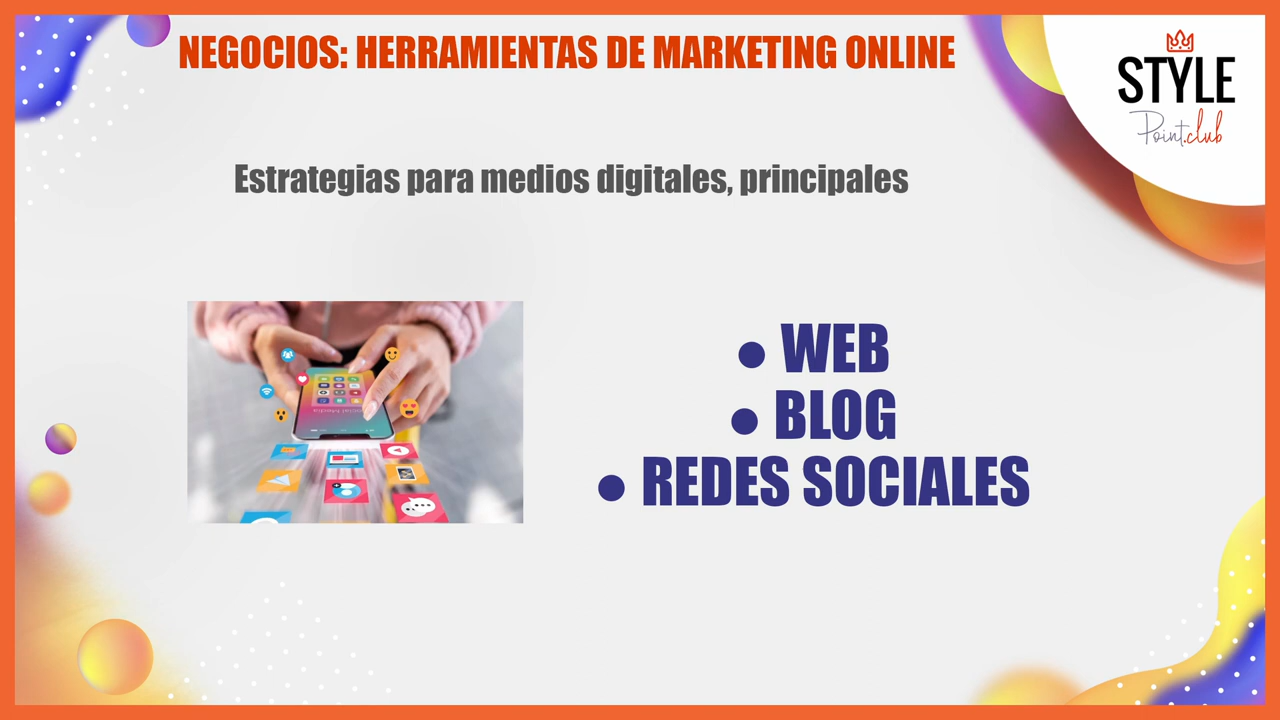 NEGOCIOS: HERRAMIENTAS DE MARKETING ONLINE
STYLE
Point.club
Estrategias para medios digitales, principales
● WEB
● BLOG
● REDES SOCIALES